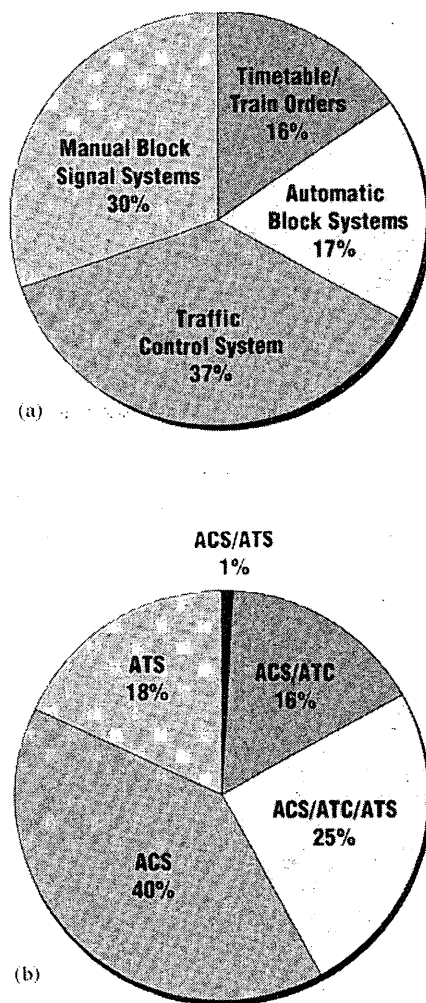 Timetable/
Train Orders
16%
Manual Block
Signal Systems
30%
Automatic
Block Systems
17%
Traffic
Control System
37%
(a)
ACS/ATS
1%
ATS
18%
ACS/ATC
16%
ACS/ATC/ATS
25%
ACS
40%
(b)